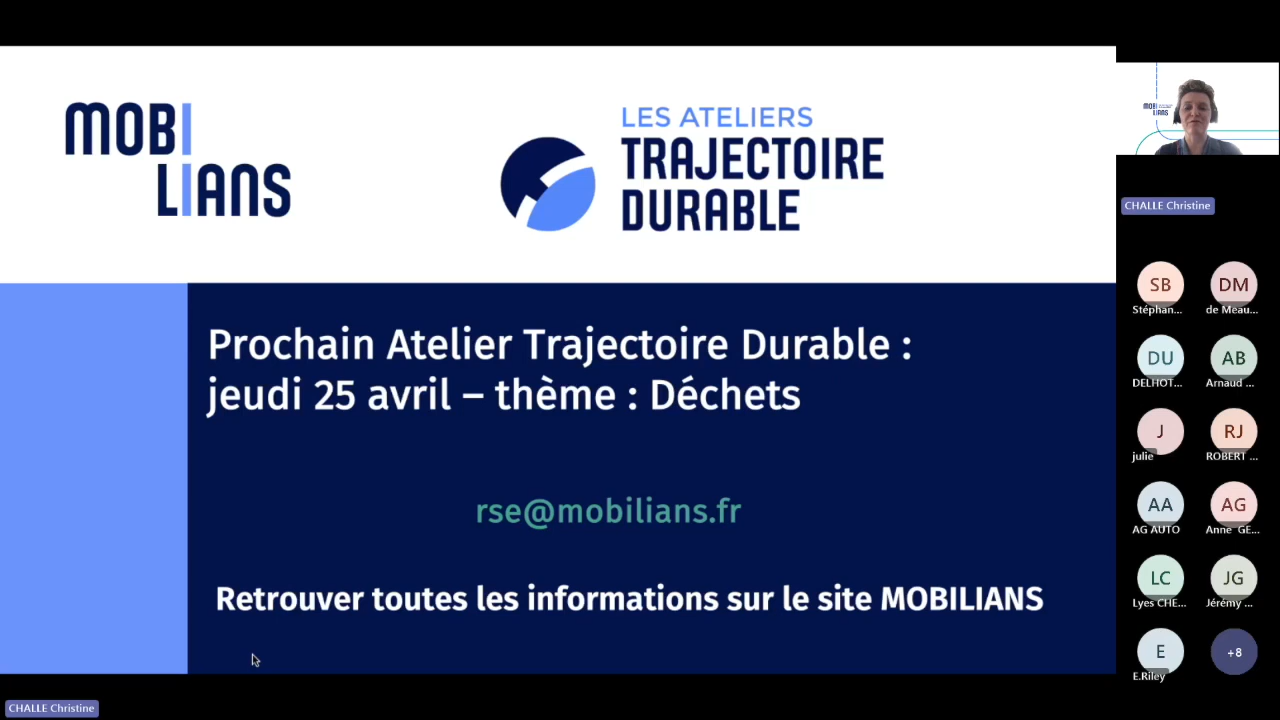 MOBI
LIANS
LES ATELIERS
TRAJECTOIRE
DURABLE
Prochain Atelier Trajectoire Durable :
jeudi 25 avril – thème : Déchets
rse@mobilians.fr
Retrouver toutes les informations sur le site MOBILIANS
CHALLE Christine
MOBI
LIANS
CHALLE Christine
SB
DM
Stéphan...
de Meau...
DU
AB
DELHOT...
Arnaud ...
J
RJ
julie
ROBERT ...
AA
AG
AG AUTO
Anne GE...
LC
JG
Lyes CHE...
Jérémy ...
E
+8
E.Riley